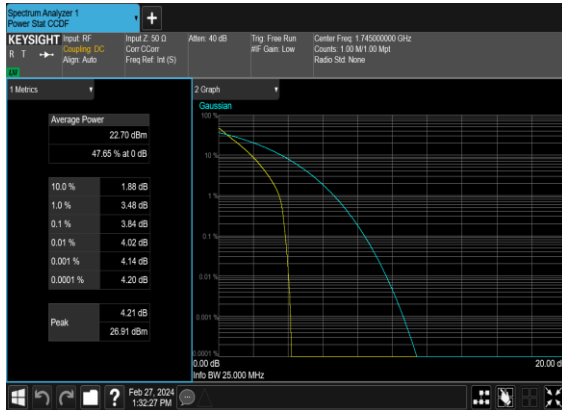 Spectrum Analyzer 1
Power Stat CCDF
KEYSIGHT
R T
LXI
Input: RF
Coupling: DC
Align: Auto
Input Z: 50 Ω
Corr CCorr
Freq Ref: Int (S)
Atten: 40 dB
Trig: Free Run
#IF Gain: Low
Center Freq: 1.745000000 GHz
Counts: 1.00 M/1.00 Mpt
Radio Std: None
1 Metrics
Average Power
22.70 dBm
47.65 % at 0 dB
10.0 % 1.88 dB
1.0 % 3.48 dB
0.1 % 3.84 dB
0.01 % 4.02 dB
0.001 % 4.14 dB
0.0001 % 4.20 dB
Peak
4.21 dB
26.91 dBm
2 Graph
Gaussian
100 %
10 %
1 %
0.1 %
0.01 %
0.001 %
0.0001 %
0.00 dB
20.00 d
Info BW 25.000 MHz
?
Feb 27, 2024
1:32:27 PM